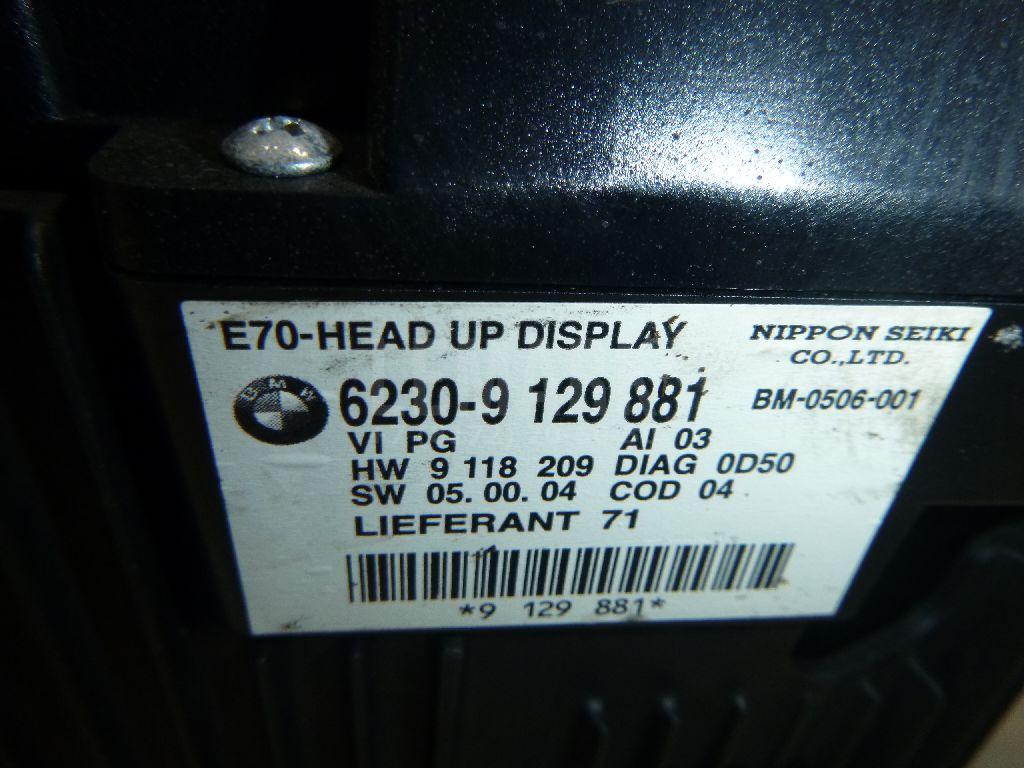 E70-HEAD UP DISPLAY
NIPPON SEIKI
CO.,LTD.
BMW
6230-9 129 881
BM-0506-001
VI PG AI 03
HW 9 118 209 DIAG 0D50
SW 05. 00. 04 COD 04
LIEFERANT 71
*9 129 881*